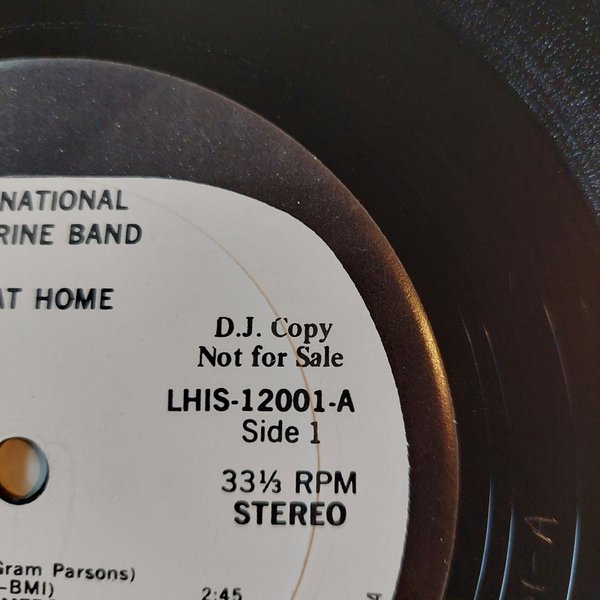 NATIONAL
RINE BAND
AT HOME
D.J. Copy
Not for Sale
LHIS-12001-A
Side 1
33⅓ RPM
STEREO
Gram Parsons)
-BMI)
2:45